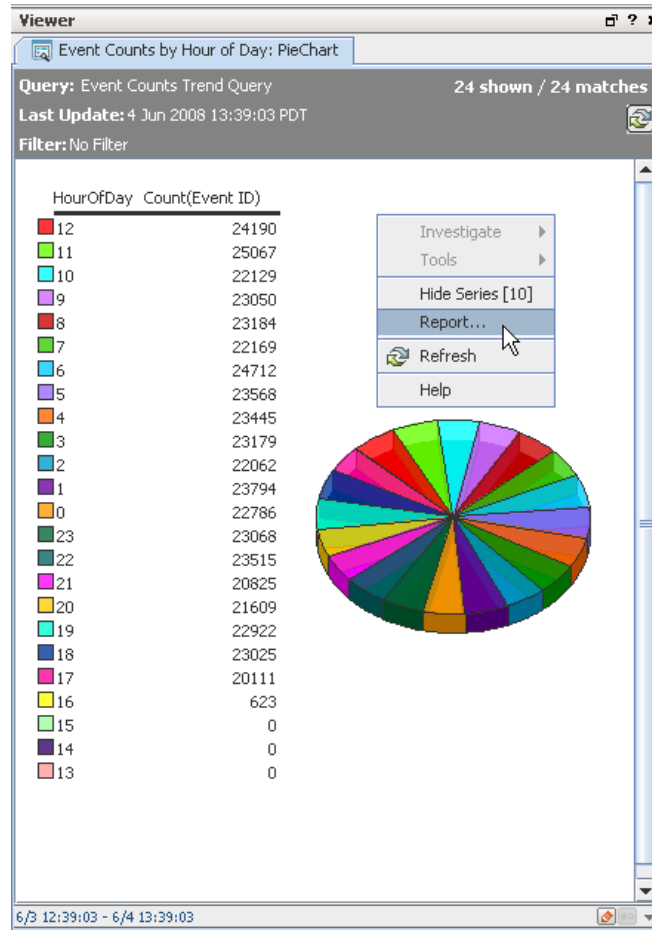 Viewer
Event Counts by Hour of Day: PieChart
Query: Event Counts Trend Query 24 shown / 24 matches
Last Update: 4 Jun 2008 13:39:03 PDT
Filter: No Filter
HourOfDay Count(Event ID)
12 24190
11 25067
10 22129
9 23050
8 23184
7 22169
6 24712
5 23568
4 23445
3 23179
2 22062
1 23794
0 22786
23 23068
22 23515
21 20825
20 21609
19 22922
18 23025
17 20111
16 623
15 0
14 0
13 0
Investigate
Tools
Hide Series [10]
Report...
Refresh
Help
6/3 12:39:03 - 6/4 13:39:03